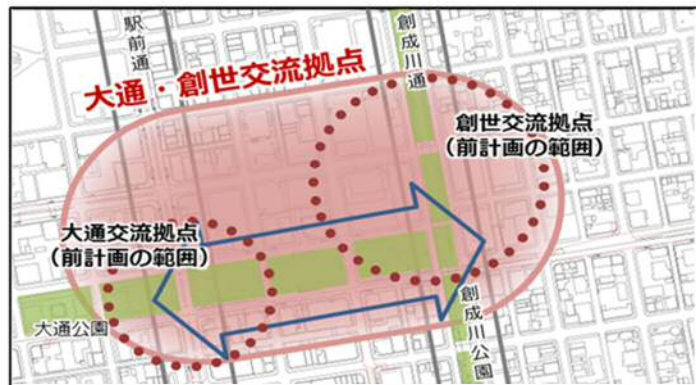 駅前通
創成川通
大通・創世交流拠点
創世交流拠点
（前計画の範囲）
大通交流拠点
（前計画の範囲）
大通公園
創成川公園